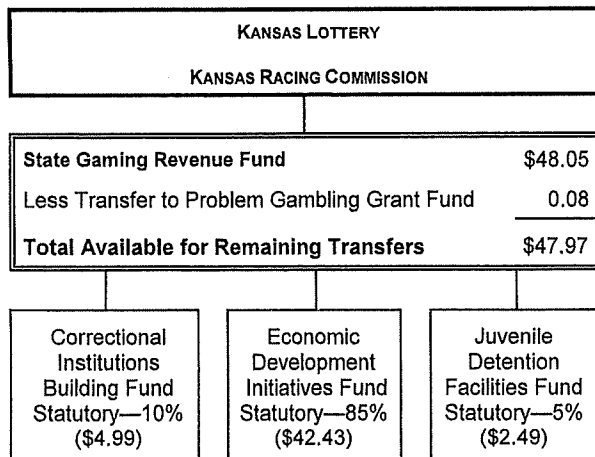 KANSAS LOTTERY
KANSAS RACING COMMISSION
State Gaming Revenue Fund $48.05
Less Transfer to Problem Gambling Grant Fund 0.08
Total Available for Remaining Transfers $47.97
Correctional
Institutions
Building Fund
Statutory—10%
($4.99)
Economic
Development
Initiatives Fund
Statutory—85%
($42.43)
Juvenile
Detention
Facilities Fund
Statutory—5%
($2.49)